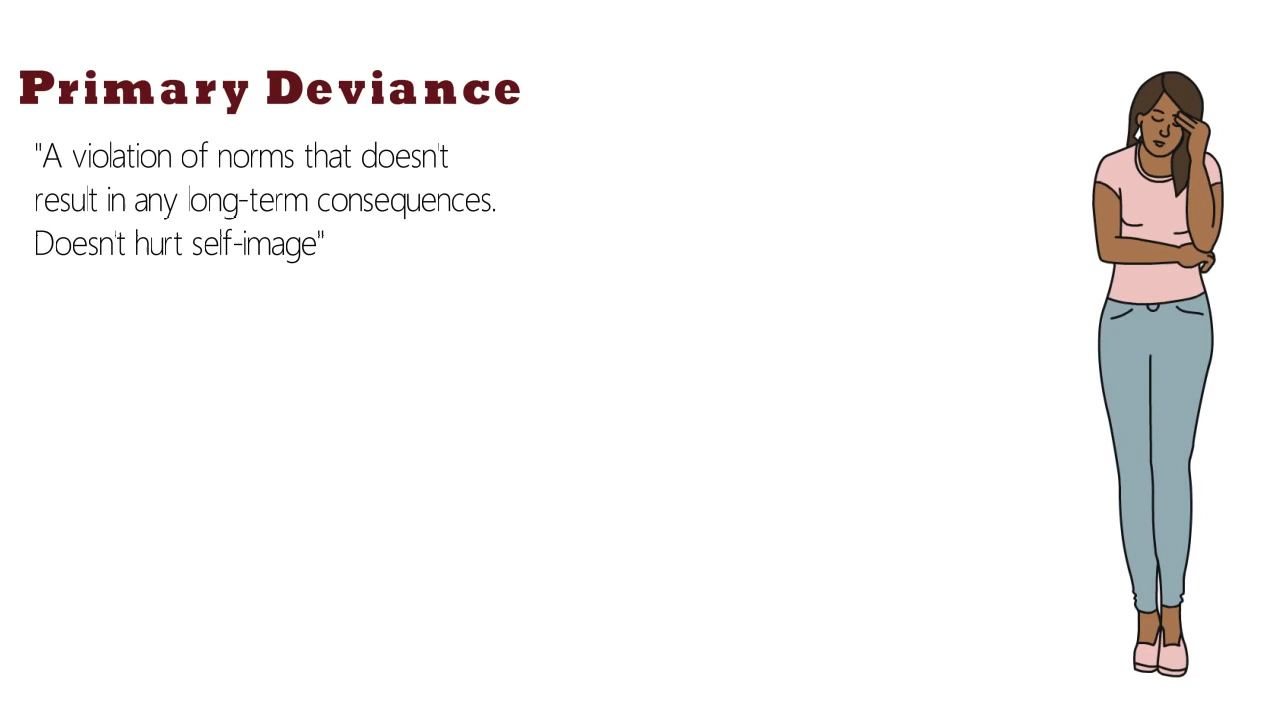 Primary Deviance
"A violation of norms that doesn't
result in any long-term consequences.
Doesn't hurt self-image"